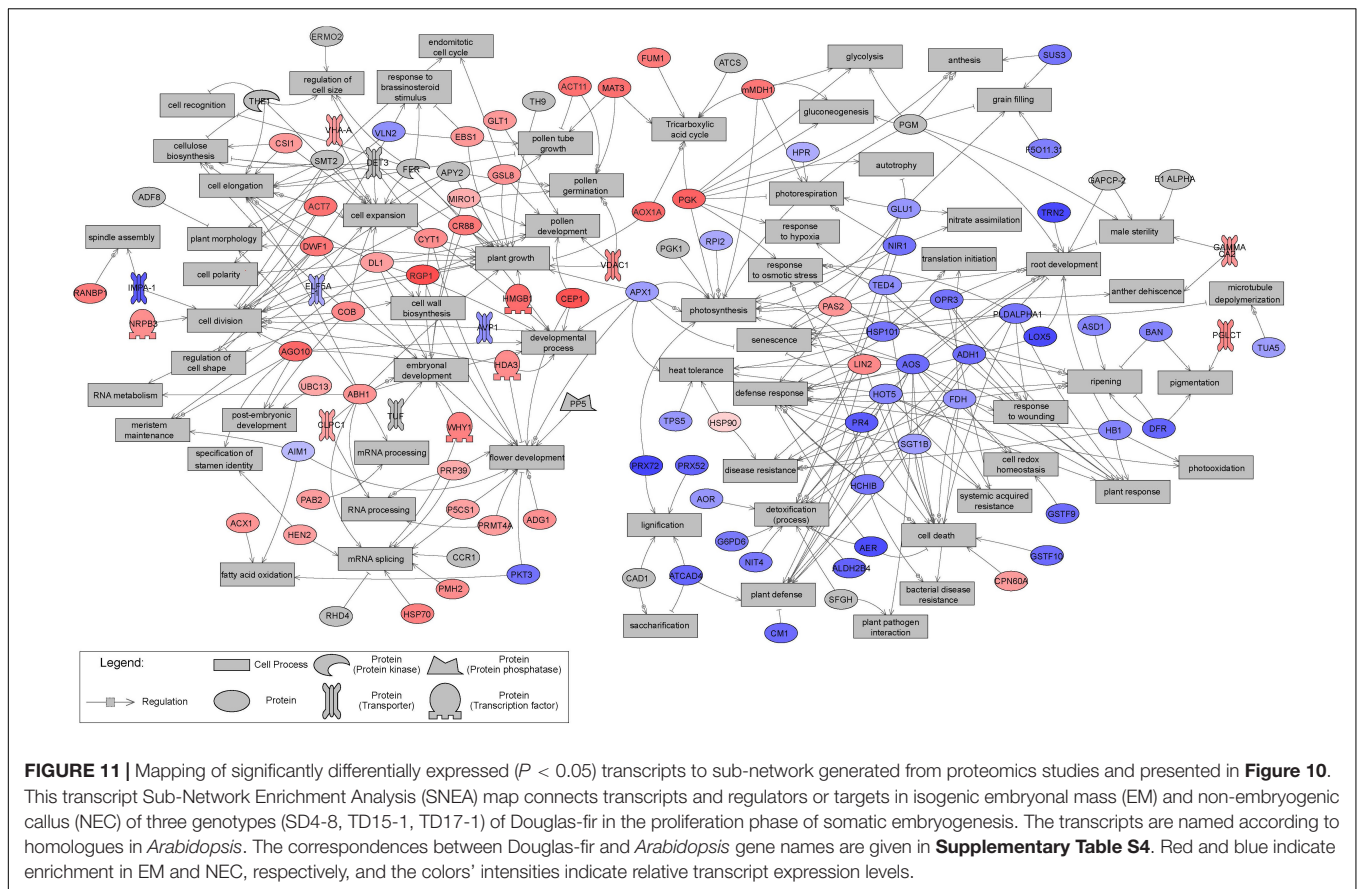 ERMO2
endomitotic cell cycle
regulation of
cell size
response to
brassinosteroid
stimulus
FUM1
ATCS
glycolysis
anthesis
SUS3
cell recognition
THE1
ACT11
MAT3
mMDH1
TH9
gluconeogenesis
grain filling
VHA-A
VLN2
EBS1
GLT1
pollen tube
growth
Tricarboxylic
acid cycle
PGM
cellulose
biosynthesis
CSI1
SMT2
DET3
FER
APY2
GSL8
pollen
germination
HPR
autotrophy
F5O11.31
cell elongation
photorespiration
GAPCP-2
E1 ALPHA
ADF8
ACT7
cell expansion
MIRO1
AOX1A
PGK
GLU1
nitrate assimilation
TRN2
spindle assembly
plant morphology
DWF1
CYT1
CR88
pollen
development
response
to hypoxia
NIR1
male sterility
cell polarity
DL1
plant growth
VDAC1
PGK1
RPI2
translation initiation
GAMMA
CA2
RANBP1
IMPA-1
ELF5A
RGP1
response to
osmotic stress
root development
NRPB3
cell division
COB
cell wall
biosynthesis
HMGB1
CEP1
APX1
PAS2
TED4
OPR3
anther dehiscence
microtubule
depolymerization
AVP1
photosynthesis
HSP101
PLDALPHA1
regulation of
cell shape
AGO10
developmental
process
senescence
LOX5
ASD1
BAN
PGLCT
TUA5
RNA metabolism
UBC13
ABH1
embryonal
development
HDA3
heat tolerance
LIN2
AOS
ADH1
defense response
HOT5
FDH
ripening
pigmentation
meristem
maintenance
post-embryonic
development
CLPC1
TUF
PP5
TPS5
HSP90
PR4
response
to wounding
AIM1
mRNA processing
WHY1
flower development
SGT1B
HB1
DFR
specification of
stamen identity
PRP39
PRX72
PRX52
disease resistance
cell redox
homeostasis
photooxidation
PAB2
RNA processing
P5CS1
AOR
HCHIB
systemic acquired
resistance
plant response
ACX1
HEN2
PRMT4A
ADG1
lignification
detoxification
(process)
GSTF9
mRNA splicing
CCR1
G6PD6
AER
cell death
GSTF10
fatty acid oxidation
PKT3
NIT4
ALDH2B4
PMH2
CAD1
ATCAD4
CPN60A
RHD4
HSP70
plant defense
SFGH
bacterial disease
resistance
saccharification
CM1
plant pathogen
interaction
Legend:
Cell Process
Protein
(Protein kinase)
Protein
(Protein phosphatase)
Regulation
Protein
Protein
(Transporter)
Protein
(Transcription factor)
FIGURE 11 | Mapping of significantly differentially expressed (P < 0.05) transcripts to sub-network generated from proteomics studies and presented in Figure 10.
This transcript Sub-Network Enrichment Analysis (SNEA) map connects transcripts and regulators or targets in isogenic embryonal mass (EM) and non-embryogenic
callus (NEC) of three genotypes (SD4-8, TD15-1, TD17-1) of Douglas-fir in the proliferation phase of somatic embryogenesis. The transcripts are named according to
homologues in Arabidopsis. The correspondences between Douglas-fir and Arabidopsis gene names are given in Supplementary Table S4. Red and blue indicate
enrichment in EM and NEC, respectively, and the colors' intensities indicate relative transcript expression levels.